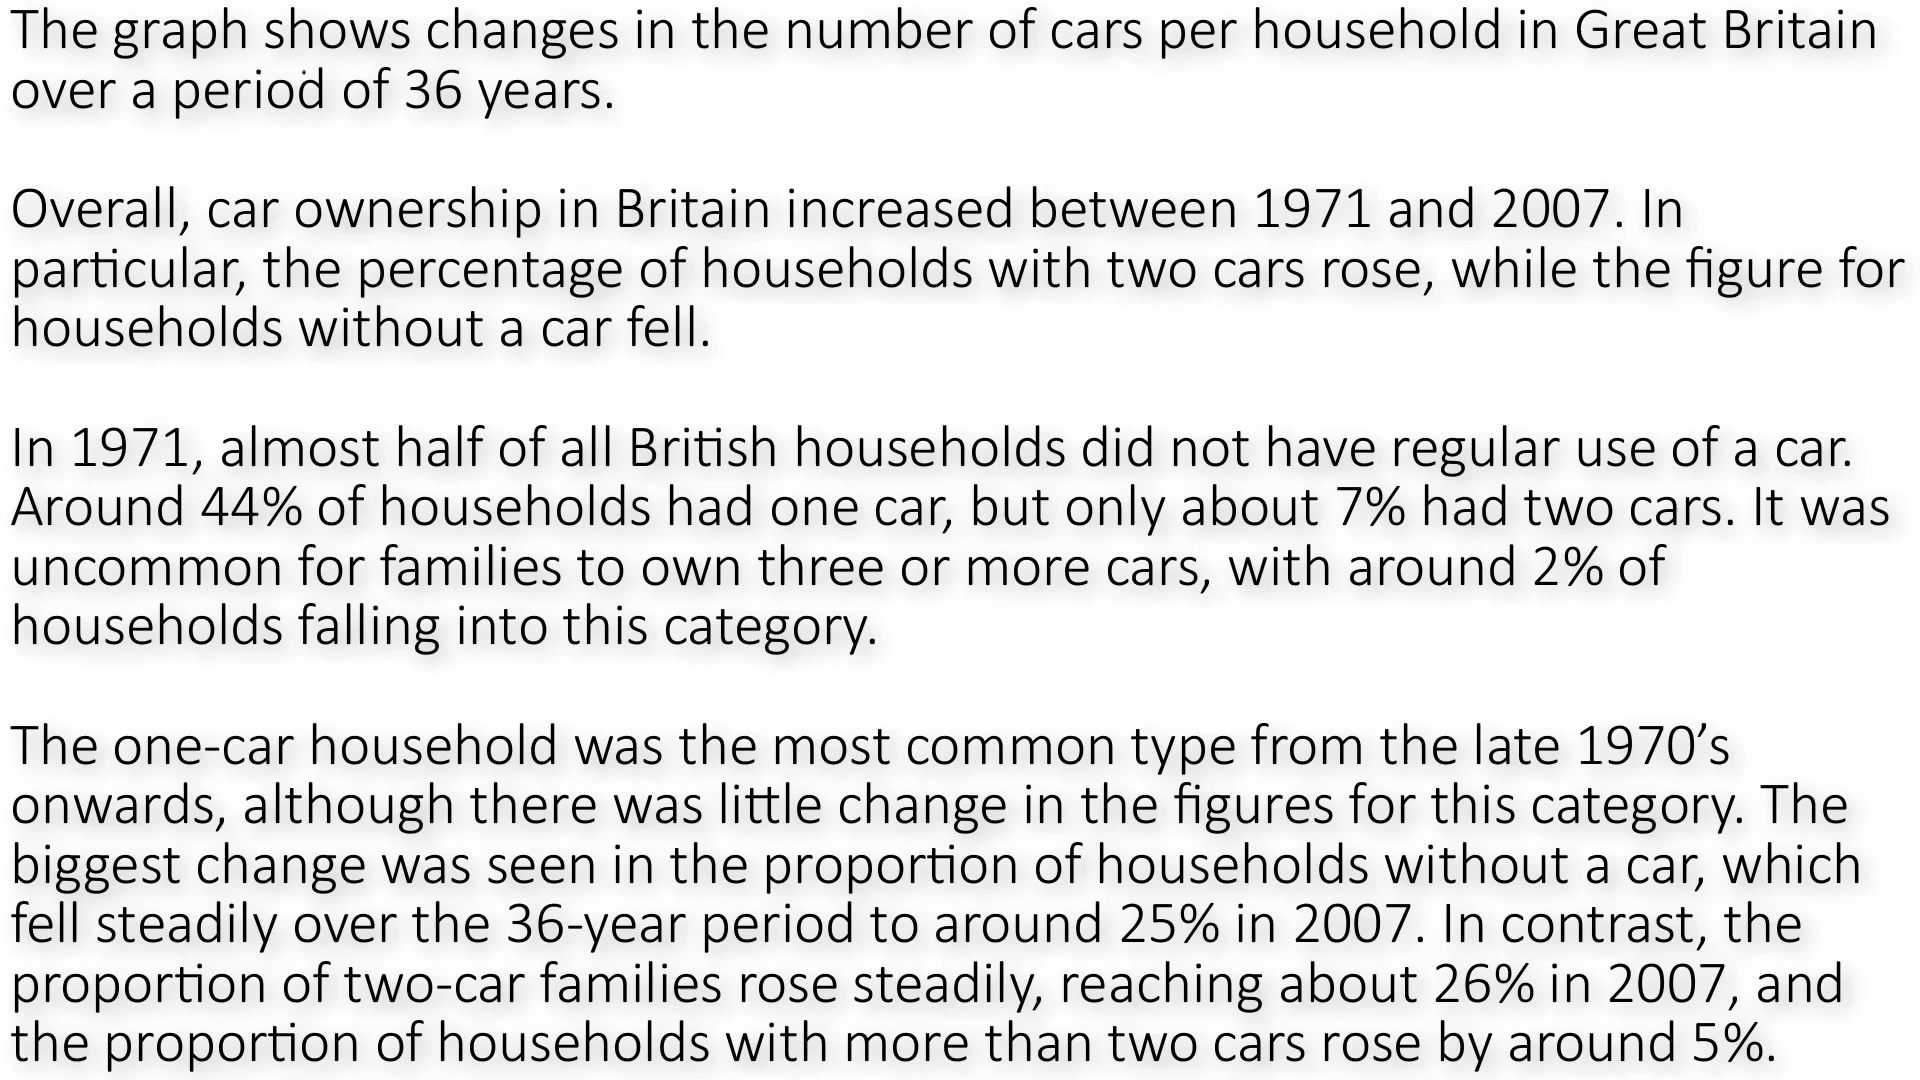 The graph shows changes in the number of cars per household in Great Britain
over a period of 36 years.
Overall, car ownership in Britain increased between 1971 and 2007. In
particular, the percentage of households with two cars rose, while the figure for
households without a car fell.
In 1971, almost half of all British households did not have regular use of a car.
Around 44% of households had one car, but only about 7% had two cars. It was
uncommon for families to own three or more cars, with around 2% of
households falling into this category.
The one-car household was the most common type from the late 1970’s
onwards, although there was little change in the figures for this category. The
biggest change was seen in the proportion of households without a car, which
fell steadily over the 36-year period to around 25% in 2007. In contrast, the
proportion of two-car families rose steadily, reaching about 26% in 2007, and
the proportion of households with more than two cars rose by around 5%.